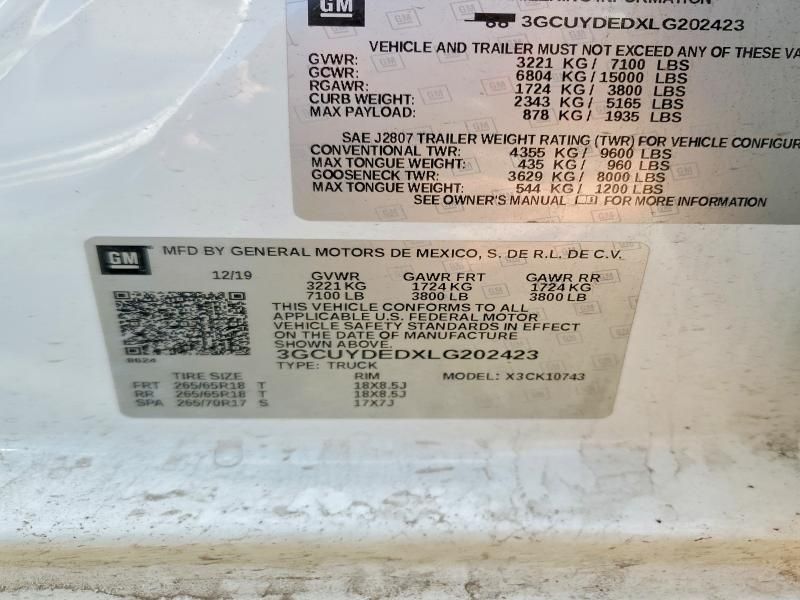 GM
3GCUYDEDXLG202423
VEHICLE AND TRAILER MUST NOT EXCEED ANY OF THESE VA
GVWR: 3221 KG / 7100 LBS
GCWR: 6804 KG / 15000 LBS
RGAWR: 1724 KG / 3800 LBS
CURB WEIGHT: 2343 KG / 5165 LBS
MAX PAYLOAD: 878 KG / 1935 LBS
SAE J2807 TRAILER WEIGHT RATING (TWR) FOR VEHICLE CONFIGUR
CONVENTIONAL TWR: 4355 KG / 9600 LBS
MAX TONGUE WEIGHT: 435 KG / 960 LBS
GOOSENECK TWR: 3629 KG / 8000 LBS
MAX TONGUE WEIGHT: 544 KG / 1200 LBS
SEE OWNER'S MANUAL FOR MORE INFORMATION
GM MFD BY GENERAL MOTORS DE MEXICO, S. DE R.L. DE C.V.
12/19 GVWR GAWR FRT GAWR RR
3221 KG 1724 KG 1724 KG
7100 LB 3800 LB 3800 LB
THIS VEHICLE CONFORMS TO ALL
APPLICABLE U.S. FEDERAL MOTOR
VEHICLE SAFETY STANDARDS IN EFFECT
ON THE DATE OF MANUFACTURE
SHOWN ABOVE.
8624
3GCUYDEDXLG202423
TYPE: TRUCK
TIRE SIZE RIM MODEL: X3CK10743
FRT 265/65R18 T 18X8.5J
RR 265/65R18 T 18X8.5J
SPA 265/70R17 S 17X7J